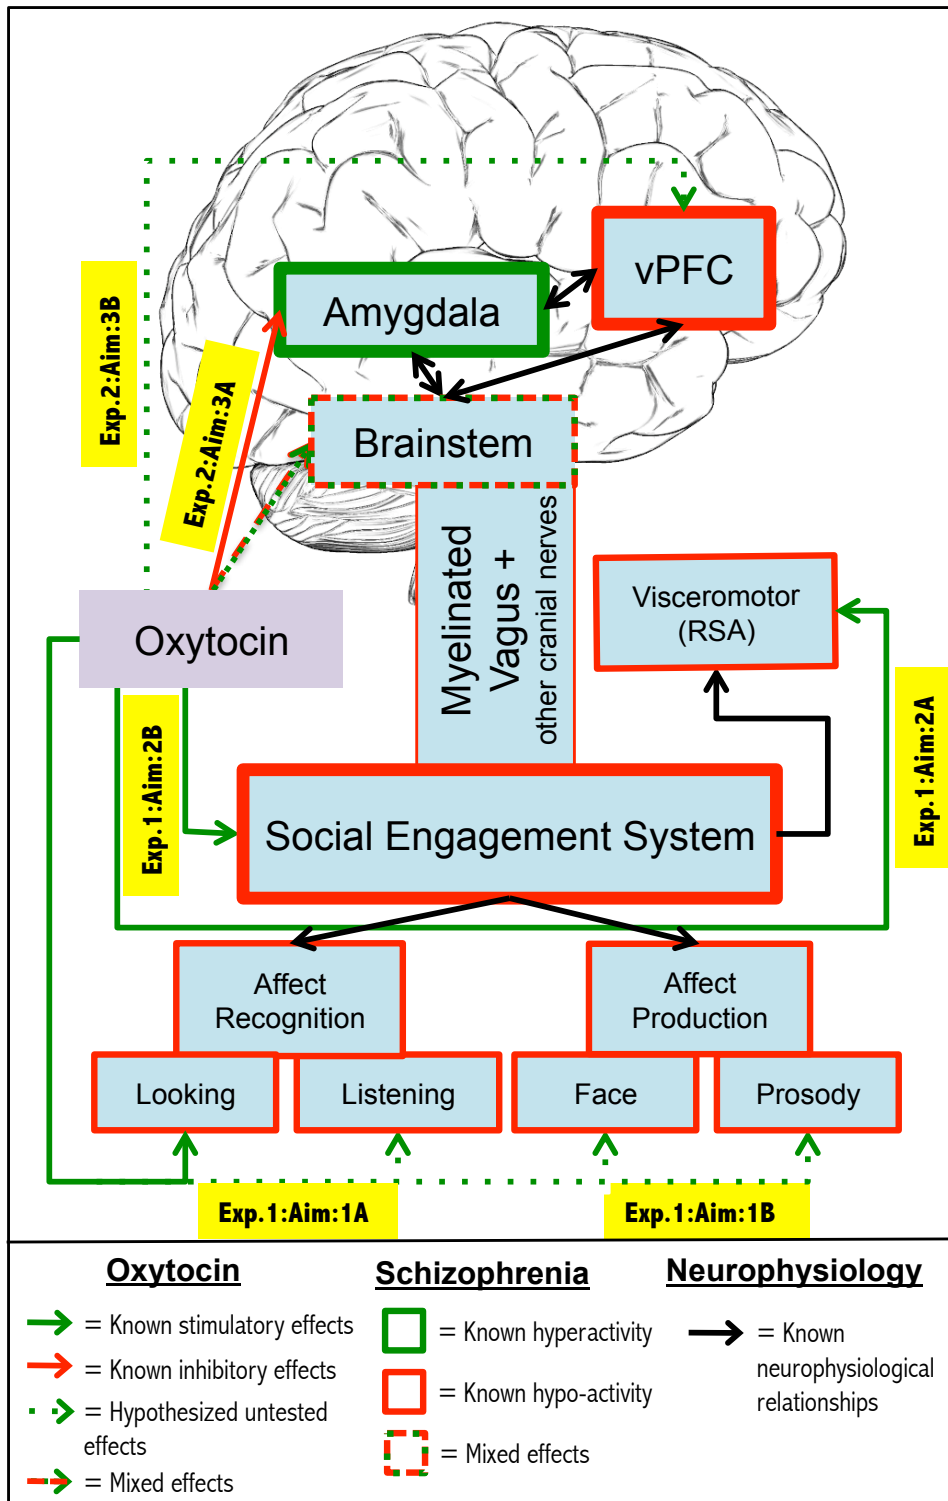 vPFC
Amygdala
Exp.2:Aim:3B
Exp.2:Aim:3A
Brainstem
Myelinated
Vagus +
other cranial nerves
Visceromotor
(RSA)
Oxytocin
Exp.1:Aim:2B
Exp.1:Aim:2A
Social Engagement System
Affect
Recognition
Affect
Production
Looking
Listening
Face
Prosody
Exp.1:Aim:1A
Exp.1:Aim:1B
Oxytocin
= Known stimulatory effects
= Known inhibitory effects
= Hypothesized untested
effects
= Mixed effects
Schizophrenia
= Known hyperactivity
= Known hypo-activity
= Mixed effects
Neurophysiology
= Known
neurophysiological
relationships